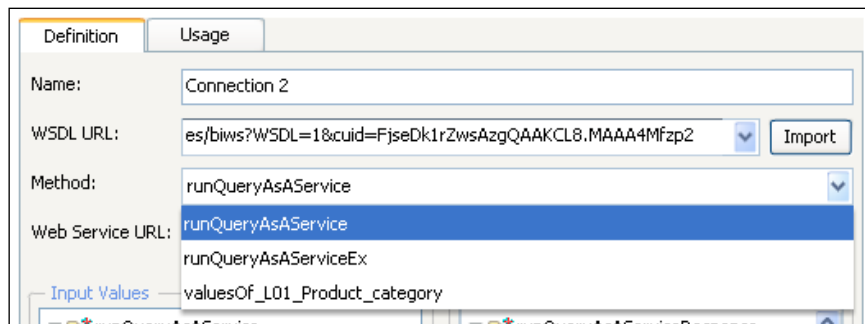 Definition Usage
Name: Connection 2
WSDL URL: es/biws?WSDL=1&cuid=FjseDk1rZwsAzgQAAKCL8.MAAA4Mfzp2 Import
Method: runQueryAsAService
Web Service URL: runQueryAsAService
runQueryAsAServiceEx
Input Values valuesOf_L01_Product_category